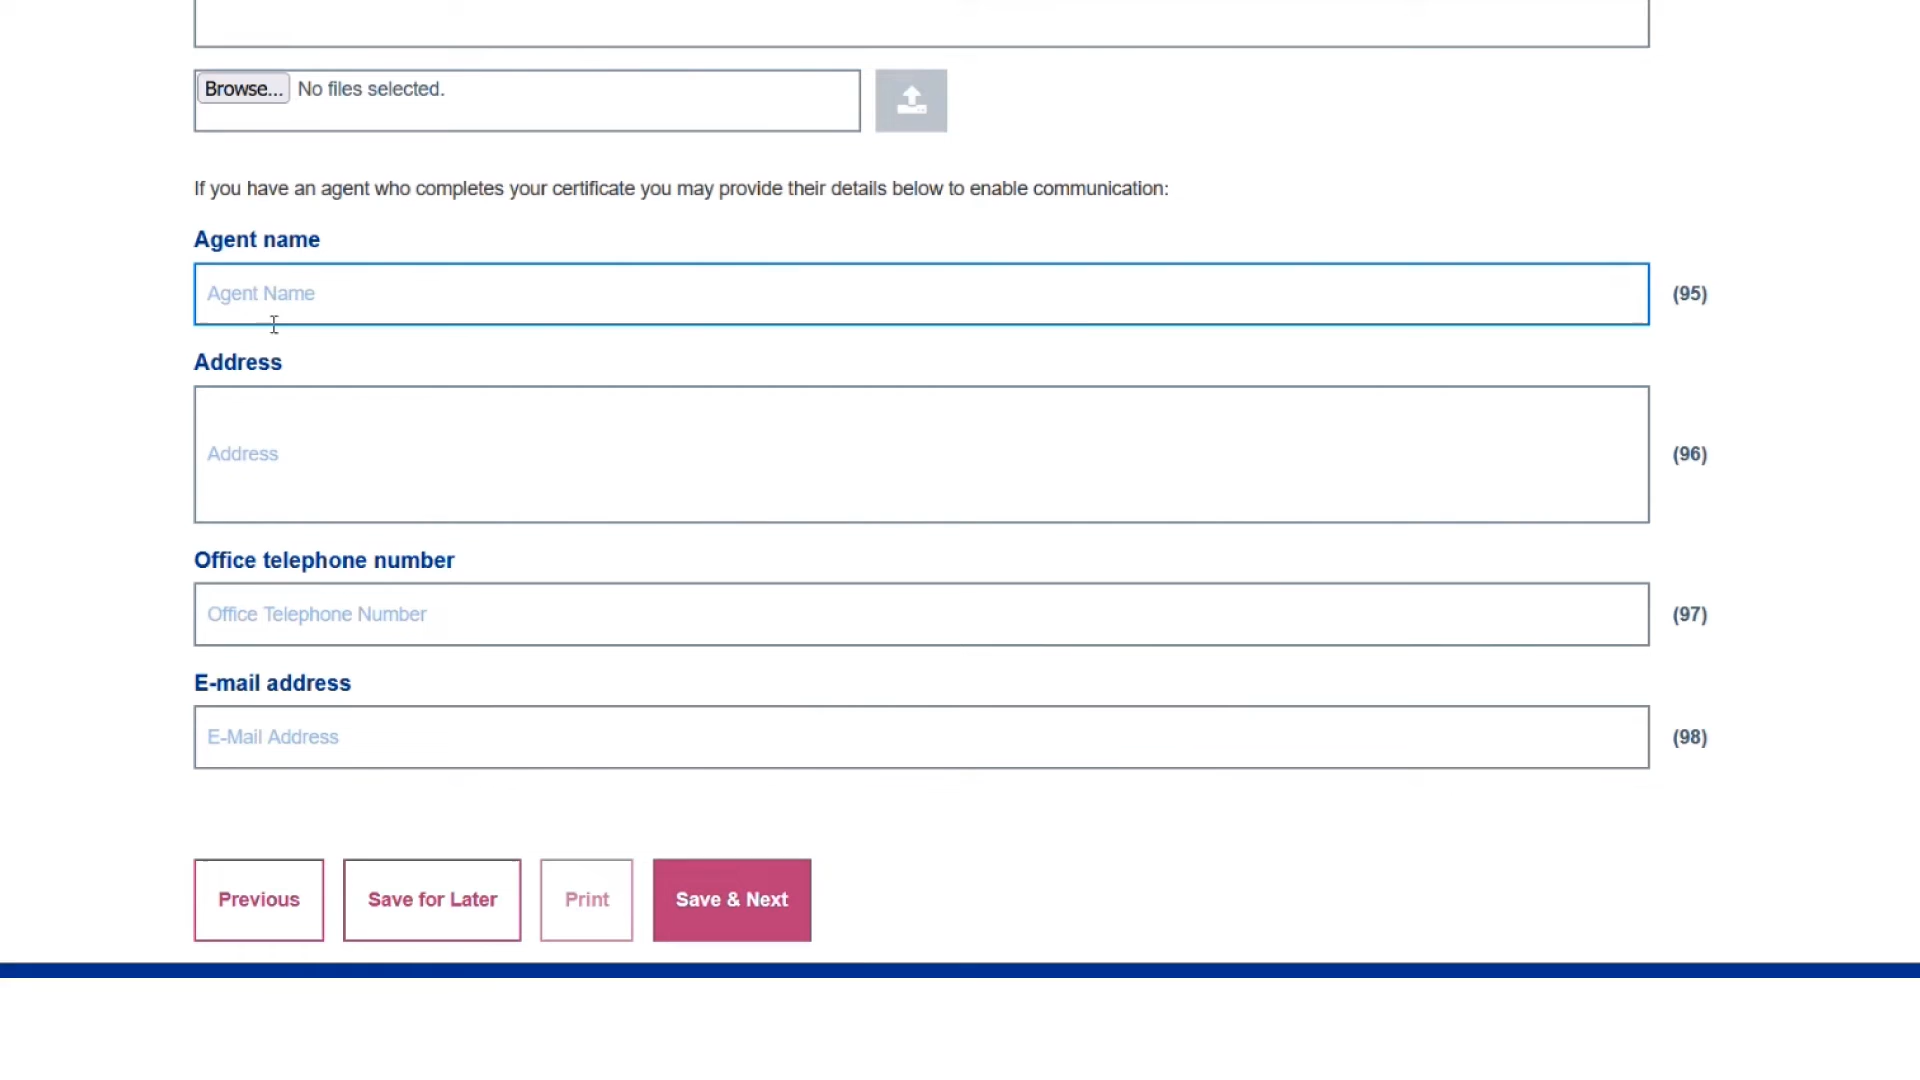 Browse... No files selected.
If you have an agent who completes your certificate you may provide their details below to enable communication:
Agent name
Agent Name (95)
Address
Address (96)
Office telephone number
Office Telephone Number (97)
E-mail address
E-Mail Address (98)
Previous Save for Later Print Save & Next